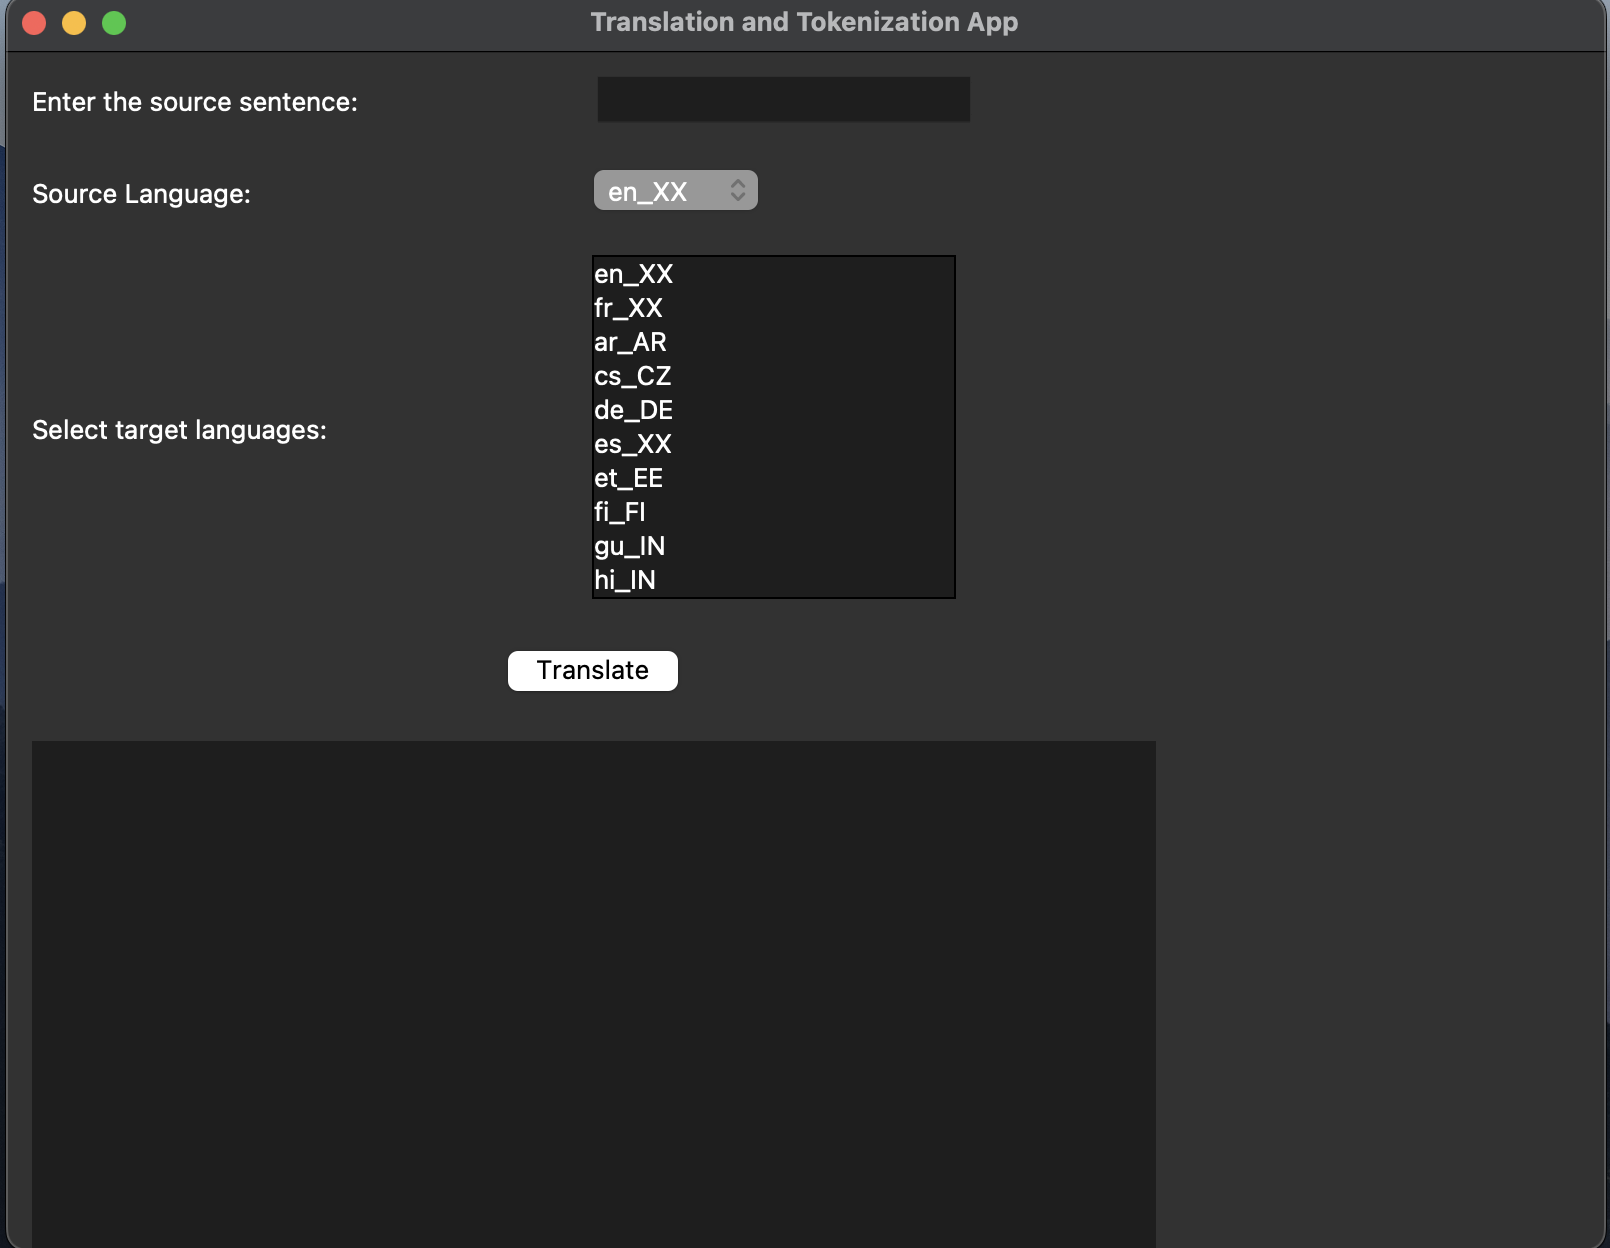 Translation and Tokenization App
Enter the source sentence:
Source Language:
en_XX
Select target languages:
en_XX
fr_XX
ar_AR
cs_CZ
de_DE
es_XX
et_EE
fi_FI
gu_IN
hi_IN
Translate